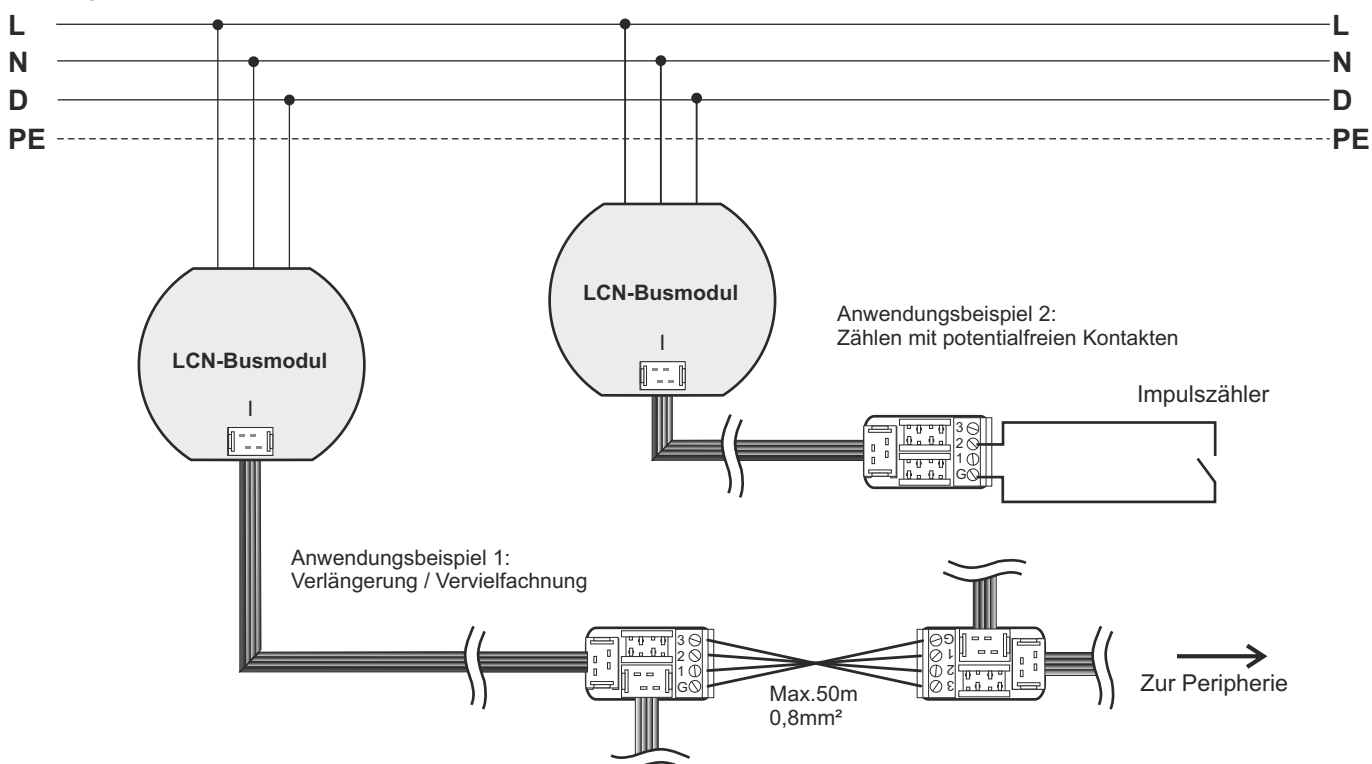 L L
N N
D D
PE PE
LCN-Busmodul
I
Anwendungsbeispiel 2:
Zählen mit potentialfreien Kontakten
LCN-Busmodul
I
Impulszähler
3
2
1
G
Anwendungsbeispiel 1:
Verlängerung / Vervielfachnung
3
2
1
G
Max.50m
0,8mm²
G
1
2
3
Zur Peripherie